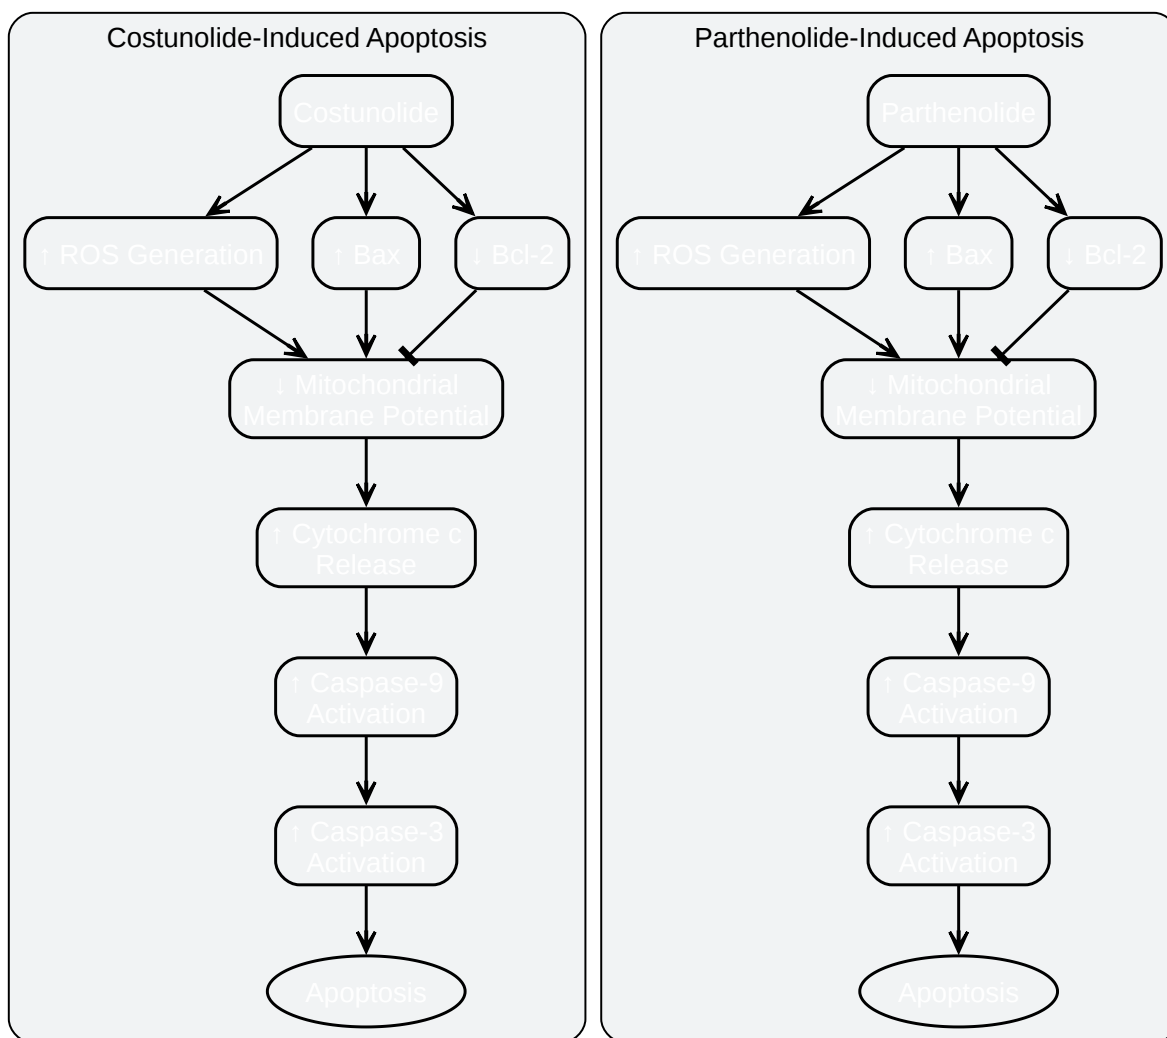 Costunolide-Induced Apoptosis
Costunolide
↑ ROS Generation
↑ Bax
↓ Bcl-2
↓ Mitochondrial
Membrane Potential
↑ Cytochrome c
Release
↑ Caspase-9
Activation
↑ Caspase-3
Activation
Apoptosis
Parthenolide-Induced Apoptosis
Parthenolide
↑ ROS Generation
↑ Bax
↓ Bcl-2
↓ Mitochondrial
Membrane Potential
↑ Cytochrome c
Release
↑ Caspase-9
Activation
↑ Caspase-3
Activation
Apoptosis